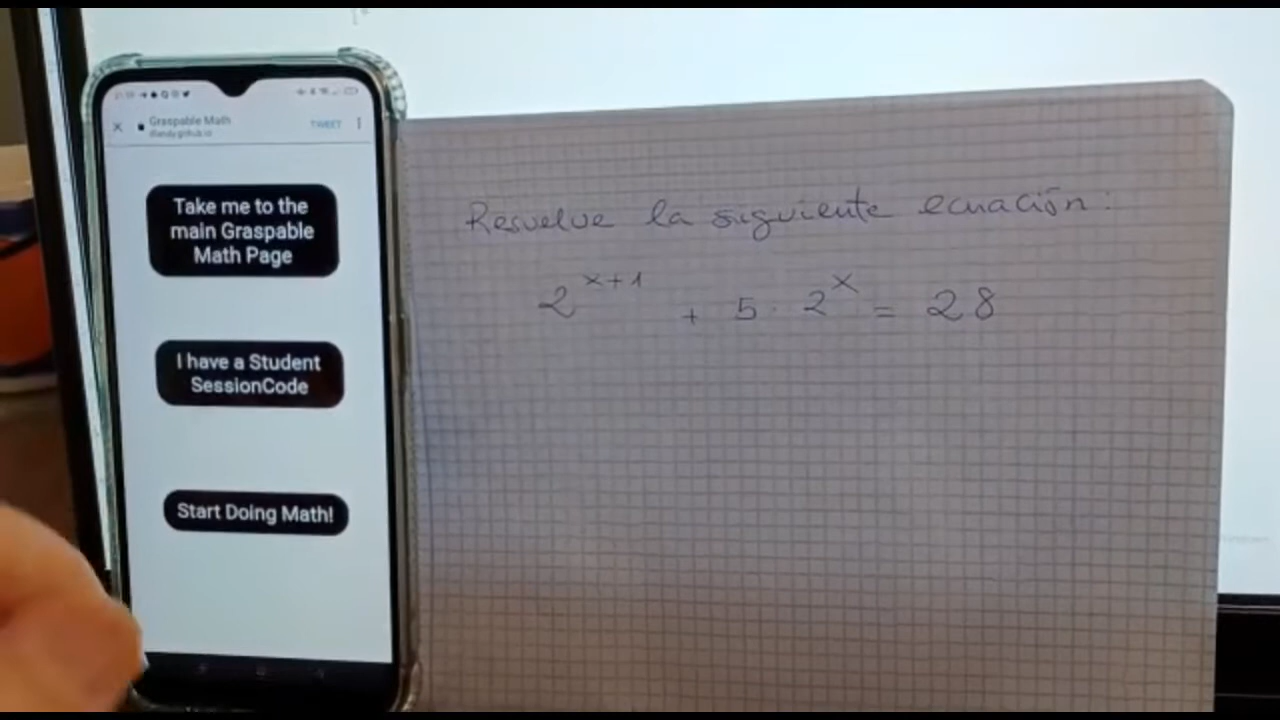 Graspable Math
TWEET
Take me to the
main Graspable
Math Page
I have a Student
SessionCode
Start Doing Math!
Resuelve la siguiente ecuación:
2^(x+1) + 5 · 2^x = 28